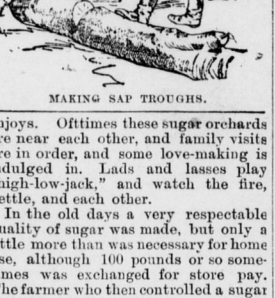 MAKING SAP TROUGHS.
njoys. Ofttimes these sugar orchards
re near each other, and family visits
re in order, and some love-making is
ndulged in. Lads and lasses play
high-low-jack," and watch the fire,
ettle, and each other.
In the old days a very respectable
uality of sugar was made, but only a
ttle more than was necessary for home
se, although 100 pounds or so some-
mes was exchanged for store pay.
he farmer who then controlled a sugar